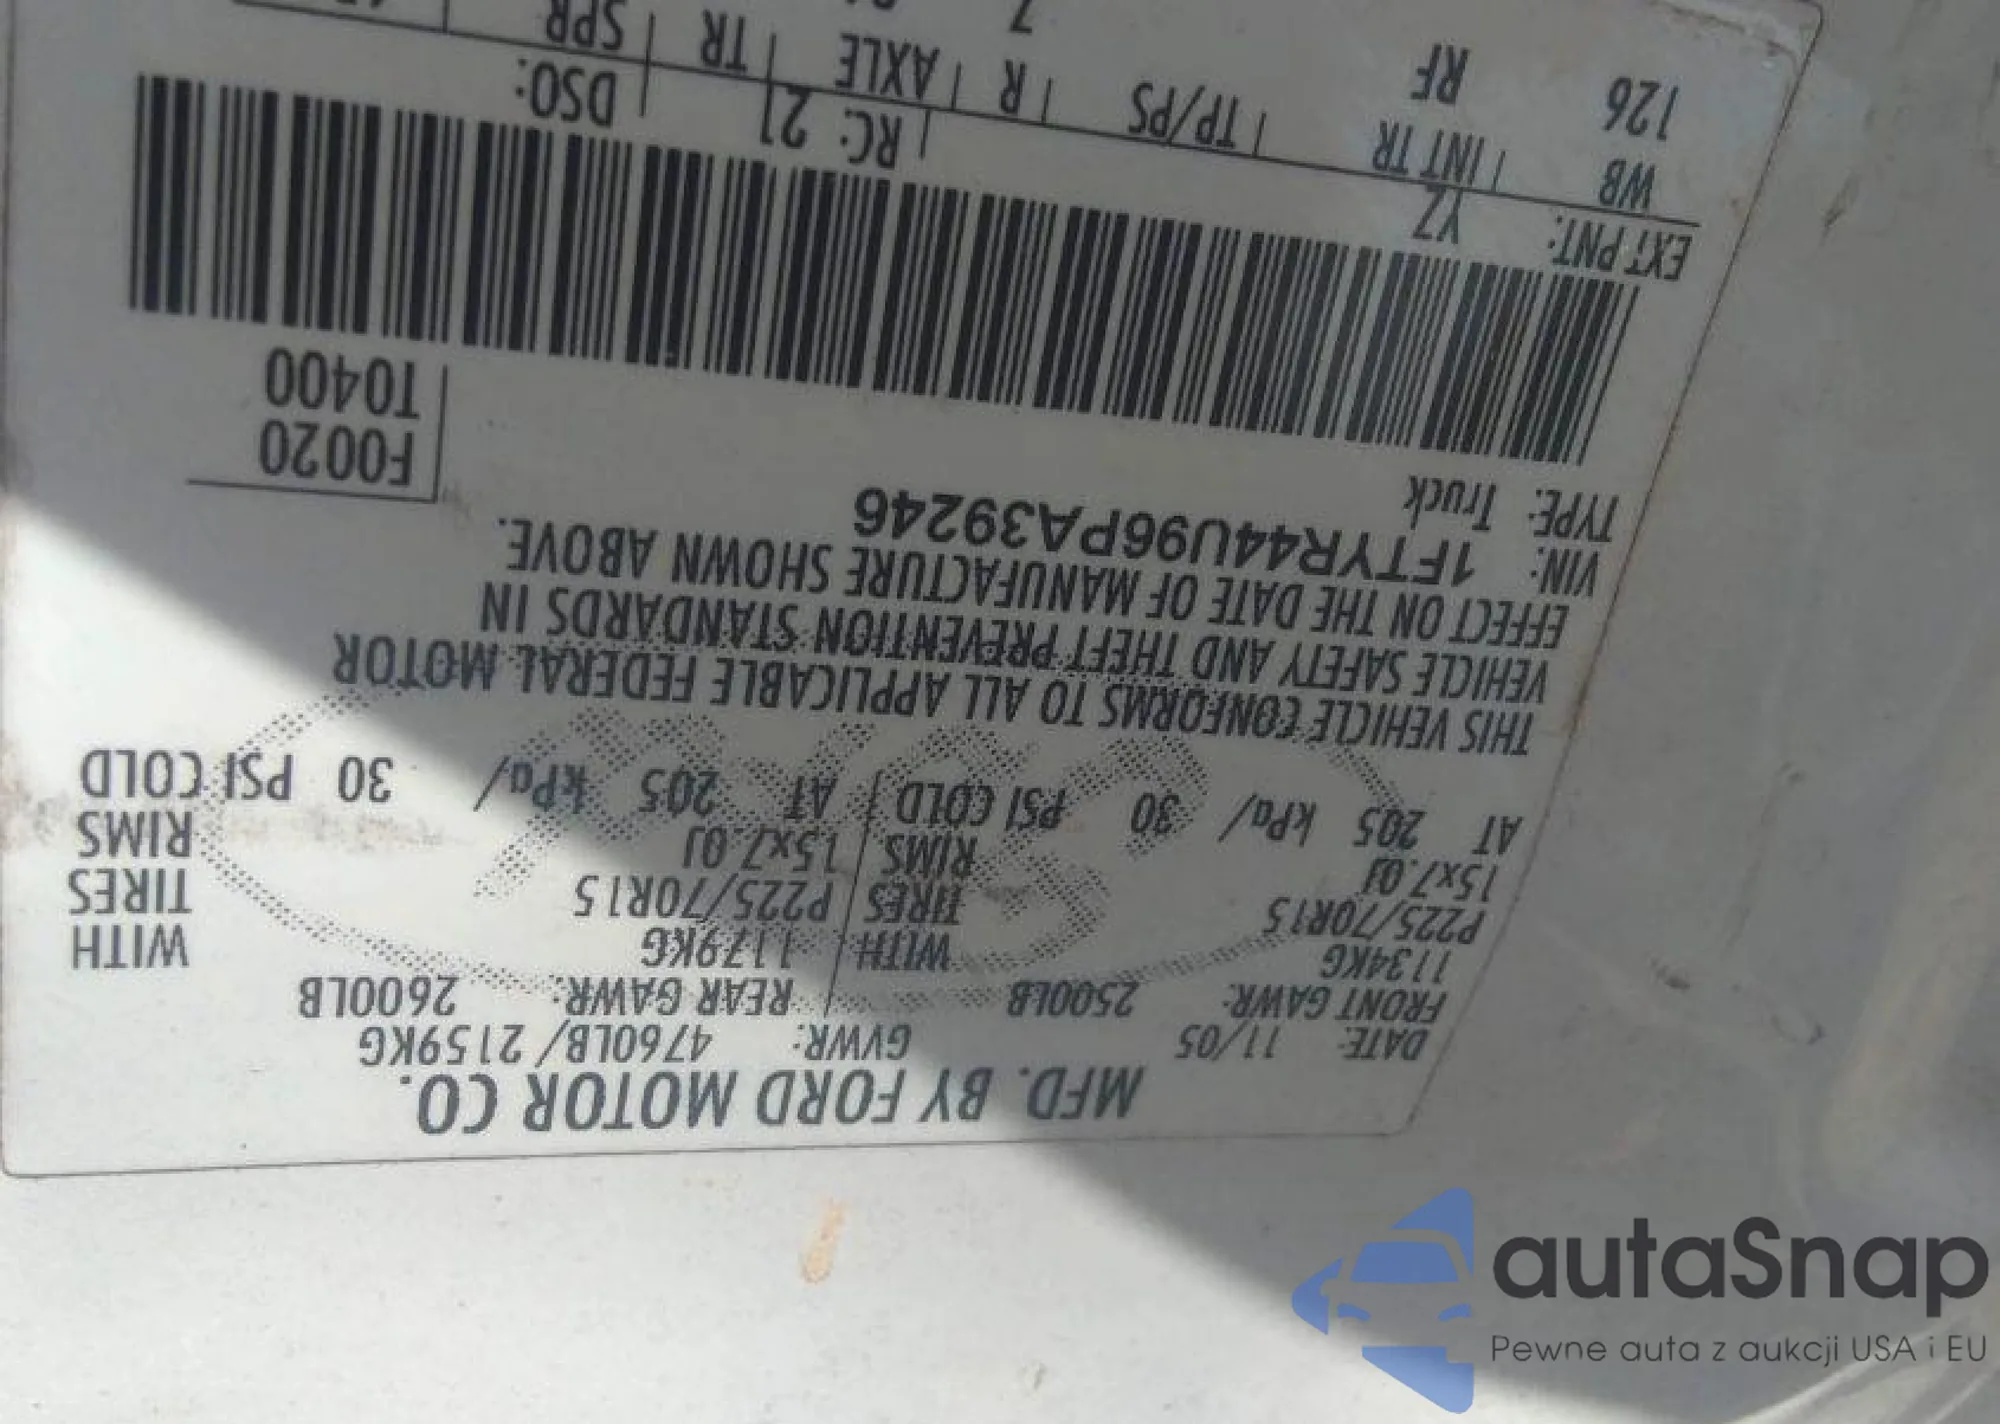 MFD. BY FORD MOTOR CO.
DATE: 11/05 GVWR: 4760LB/ 2159KG
FRONT GAWR: 2500LB REAR GAWR: 2600LB
1134KG WITH 1179KG WITH
P225/70R15 TIRES P225/70R15 TIRES
15x7.0J RIMS 15x7.0J RIMS
AT 205 kPa/ 30 PSI COLD AT 205 kPa/ 30 PSI COLD
THIS VEHICLE CONFORMS TO ALL APPLICABLE FEDERAL MOTOR
VEHICLE SAFETY AND THEFT PREVENTION STANDARDS IN
EFFECT ON THE DATE OF MANUFACTURE SHOWN ABOVE.
VIN: 1FTYR44U96PA39246
TYPE: Truck
F0020
T0400
EXT PNT: YZ RC: 21 DSO:
WB INT TR TP/PS R AXLE TR SPR
126 RF 7
autaSnap
Pewne auta z aukcji USA i EU